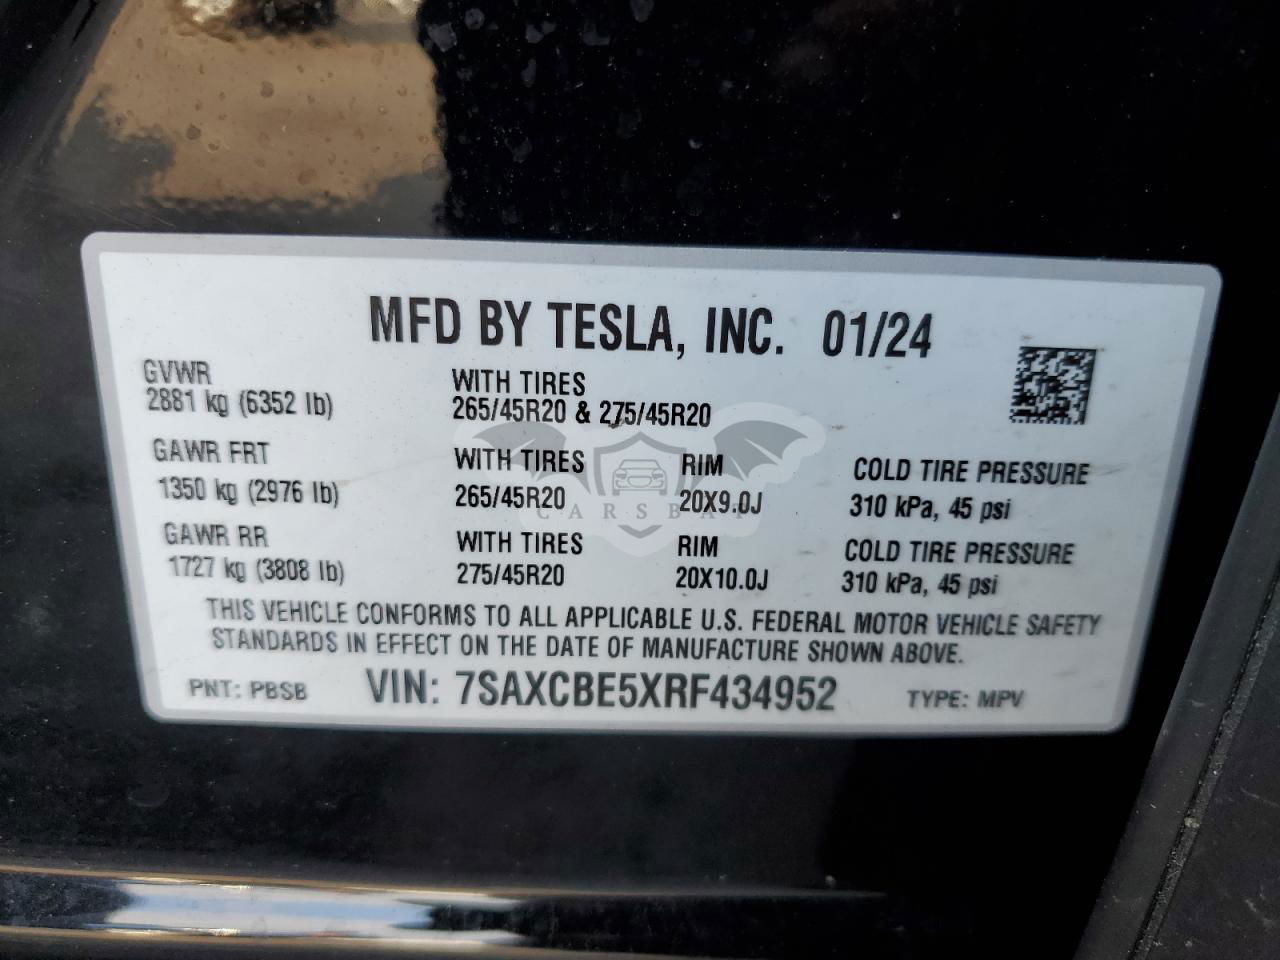 MFD BY TESLA, INC. 01/24
GVWR
2881 kg (6352 lb)
WITH TIRES
265/45R20 & 275/45R20
GAWR FRT
1350 kg (2976 lb)
WITH TIRES
265/45R20
RIM
20X9.0J
COLD TIRE PRESSURE
310 kPa, 45 psi
GAWR RR
1727 kg (3808 lb)
WITH TIRES
275/45R20
RIM
20X10.0J
COLD TIRE PRESSURE
310 kPa, 45 psi
THIS VEHICLE CONFORMS TO ALL APPLICABLE U.S. FEDERAL MOTOR VEHICLE SAFETY
STANDARDS IN EFFECT ON THE DATE OF MANUFACTURE SHOWN ABOVE.
PNT: PBSB VIN: 7SAXCBE5XRF434952 TYPE: MPV
CARSBAT